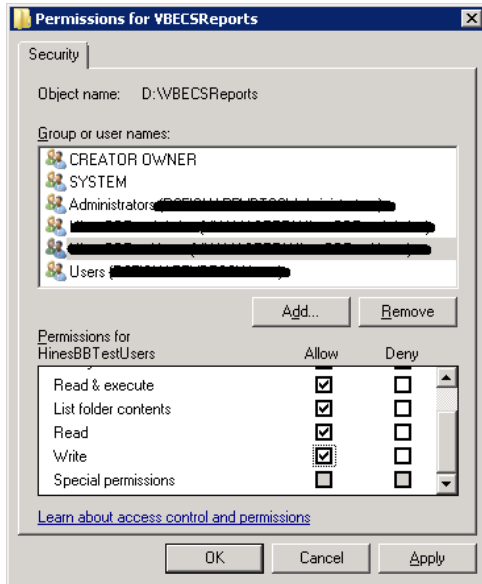 Permissions for VBECSReports
Security
Object name: D:\VBECSReports
Group or user names:
CREATOR OWNER
SYSTEM
Administrators
Users
Add... Remove
Permissions for
HinesBBTestUsers Allow Deny
Read & execute
List folder contents
Read
Write
Special permissions
Learn about access control and permissions
OK Cancel Apply